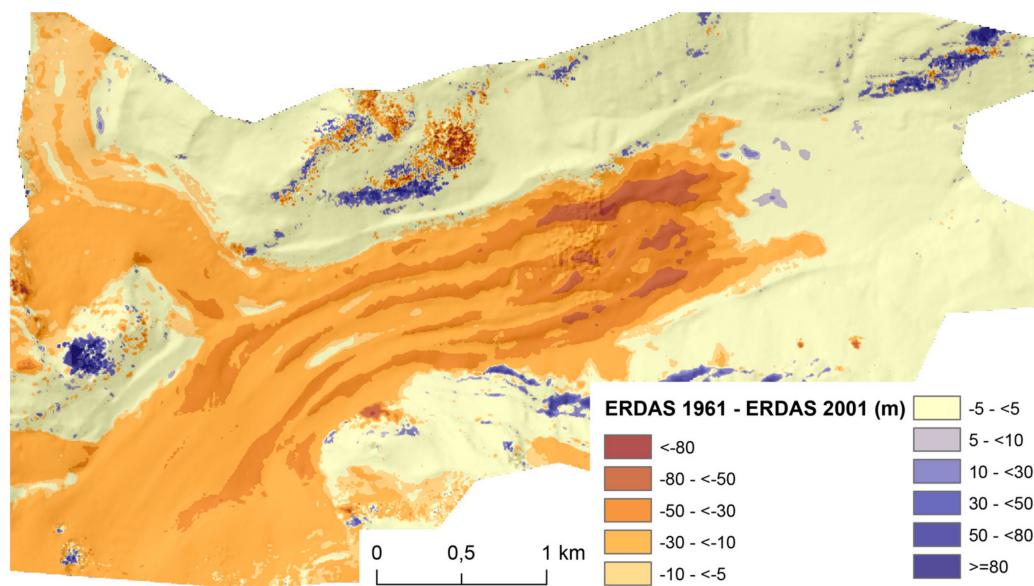 ERDAS 1961 - ERDAS 2001 (m)
<-80
-80 - <-50
-50 - <-30
-30 - <-10
-10 - <-5
-5 - <5
5 - <10
10 - <30
30 - <50
50 - <80
>=80
0 0,5 1 km